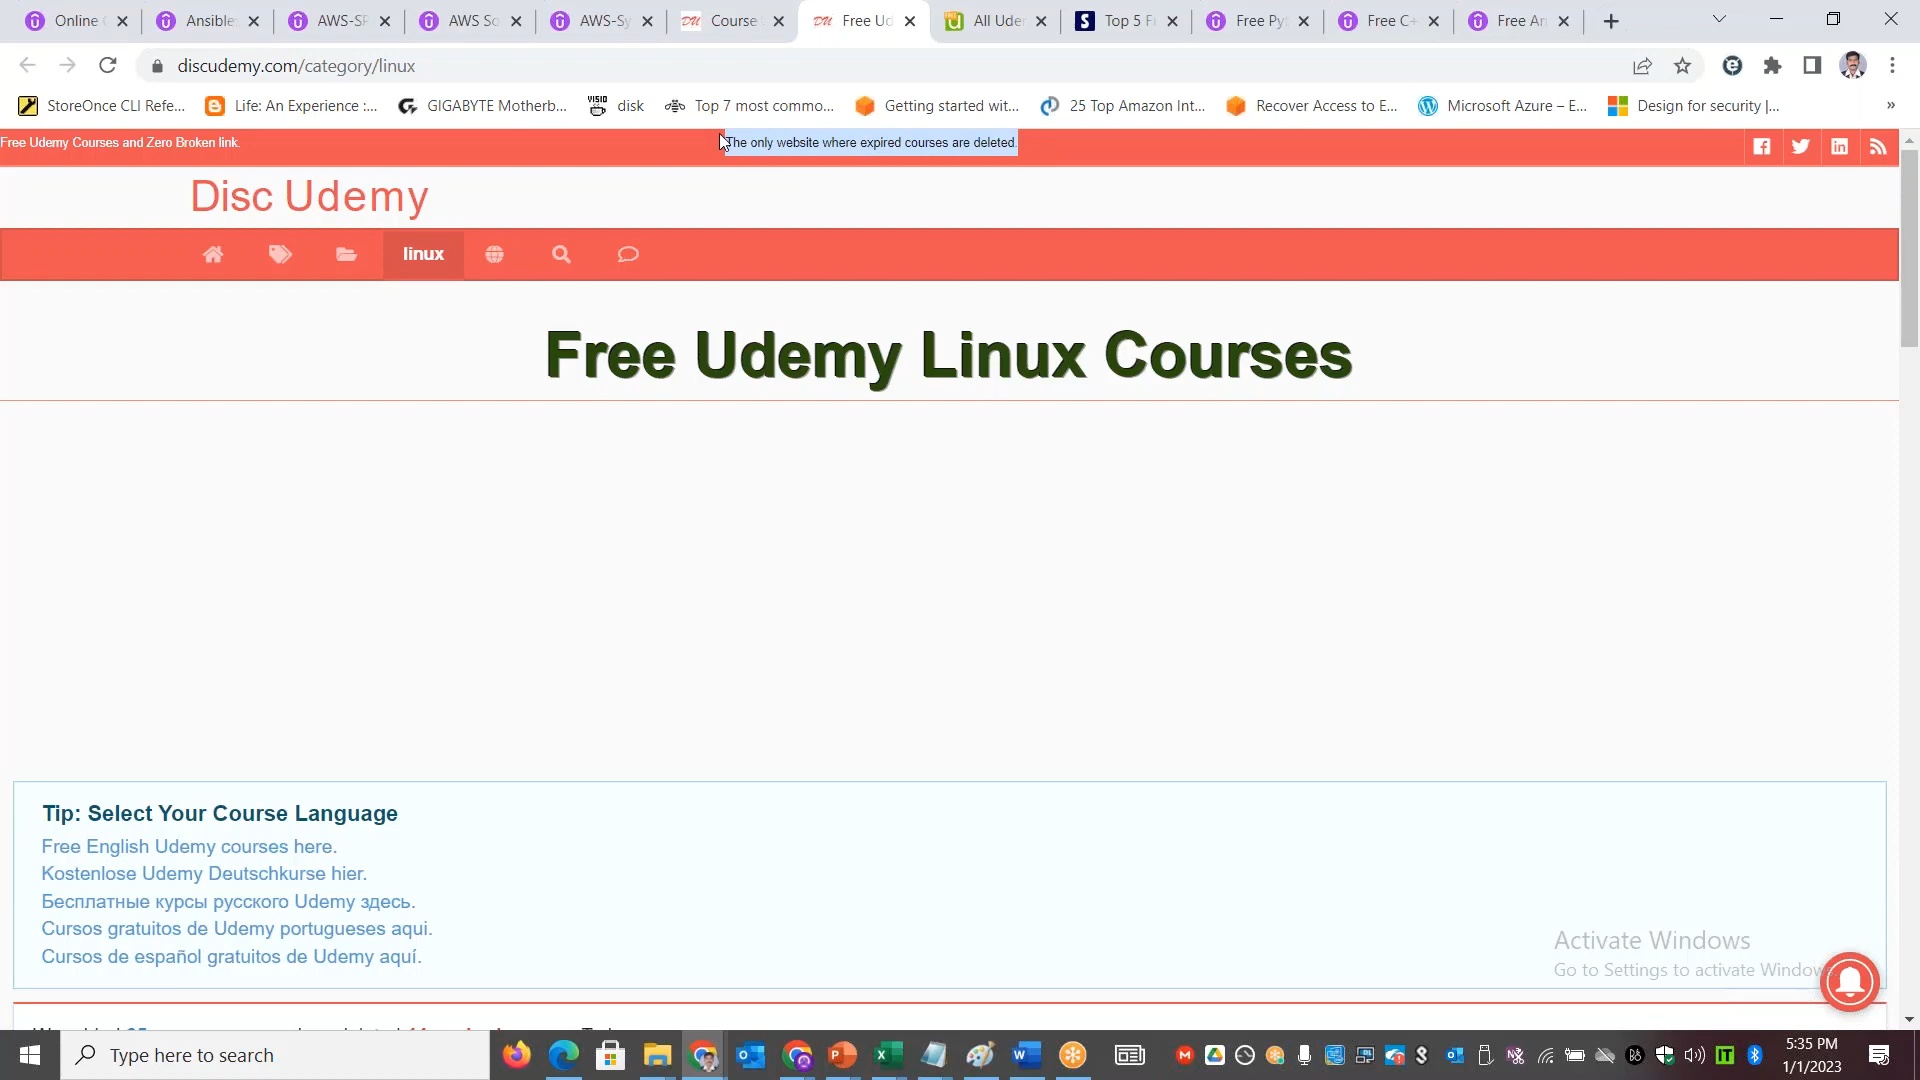 Online
Ansible
AWS-SP
AWS So
AWS-Sy
Course
Free Ud
All Uder
Top 5 F
Free Py
Free C+
Free Ar
discudemy.com/category/linux
StoreOnce CLI Refe...
Life: An Experience :...
GIGABYTE Motherb...
VISIO
disk
Top 7 most commo...
Getting started wit...
25 Top Amazon Int...
Recover Access to E...
Microsoft Azure – E...
Design for security |...
Free Udemy Courses and Zero Broken link.
The only website where expired courses are deleted.
Disc Udemy
linux
Free Udemy Linux Courses
Tip: Select Your Course Language
Free English Udemy courses here.
Kostenlose Udemy Deutschkurse hier.
Бесплатные курсы русского Udemy здесь.
Cursos gratuitos de Udemy portugueses aqui.
Cursos de español gratuitos de Udemy aquí.
Activate Windows
Go to Settings to activate Window
Type here to search
5:35 PM
1/1/2023